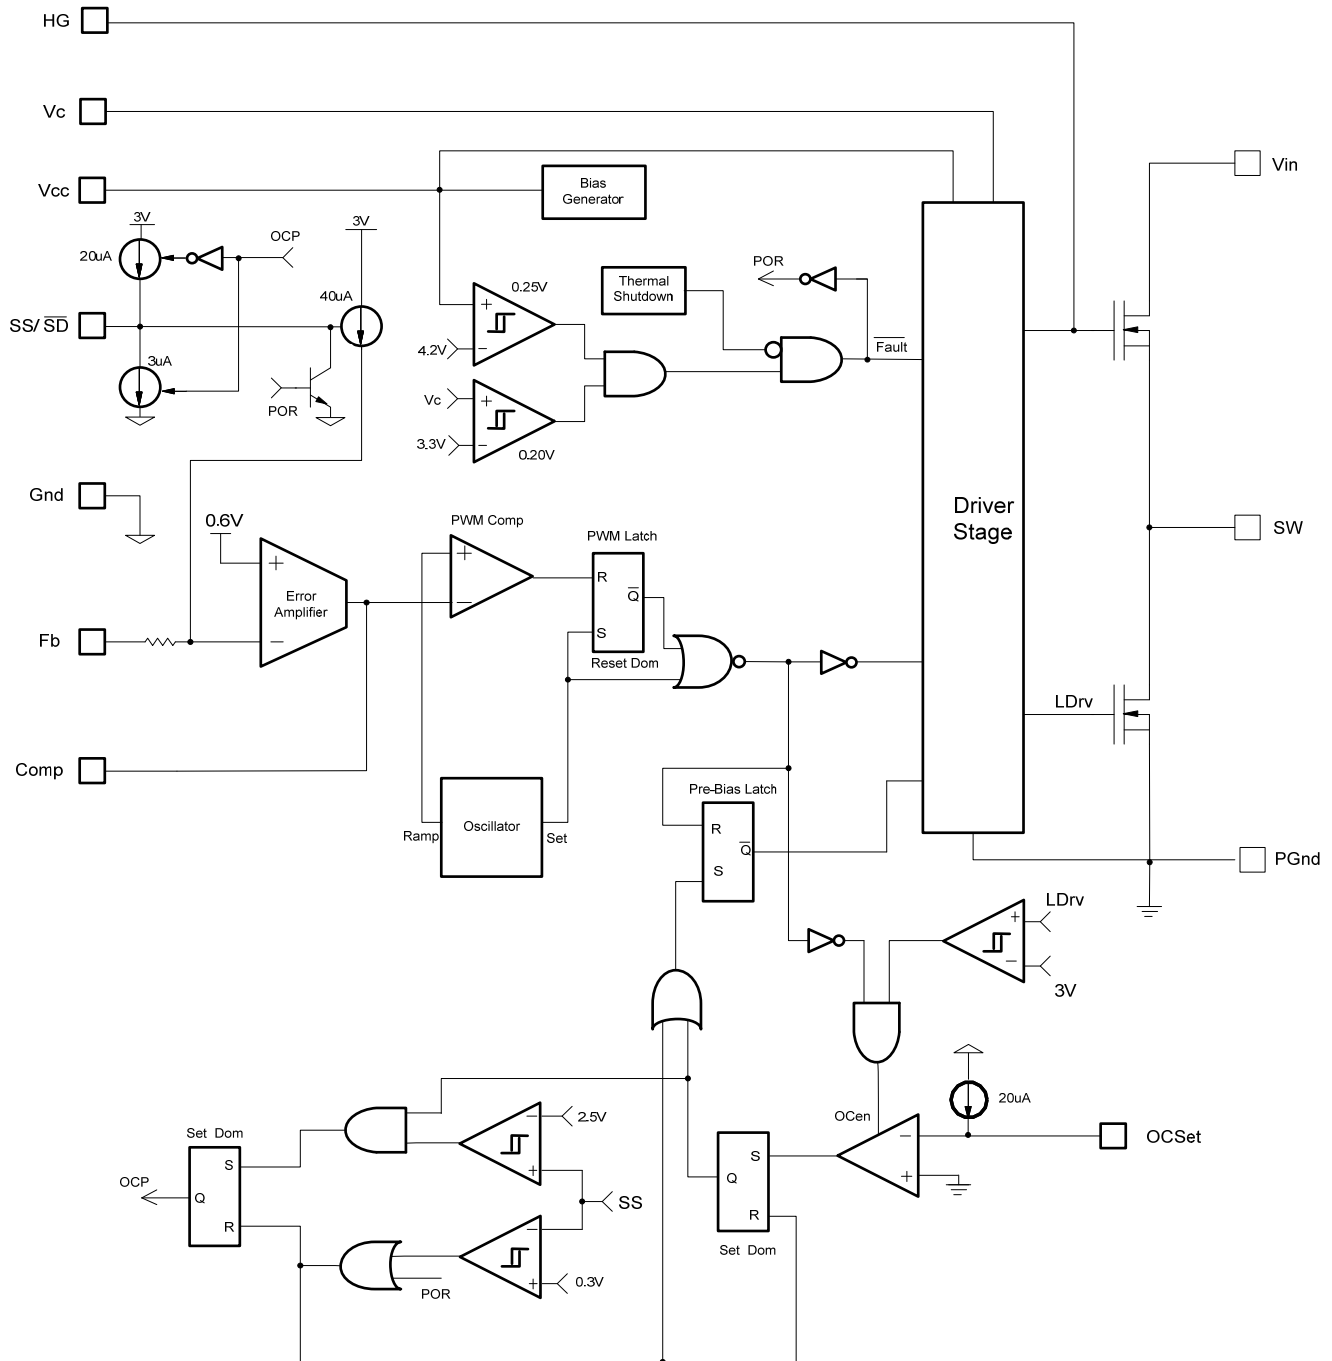 HG
Vc
Vcc
Vin
Bias
Generator
3V
3V
20uA
OCP
40uA
SS/ SD
3uA
POR
0.25V
4.2V
Vc
3.3V
0.20V
Thermal
Shutdown
POR
Fault
Driver
Stage
SW
Gnd
0.6V
PWM Comp
PWM Latch
Error
Amplifier
R
Q
S
Reset Dom
Fb
LDrv
Comp
Oscillator
Ramp
Set
Pre-Bias Latch
R
Q
S
PGnd
LDrv
3V
20uA
OCen
OCSet
2.5V
Set Dom
S
Q
R
OCP
SS
S
Q
R
Set Dom
POR
0.3V